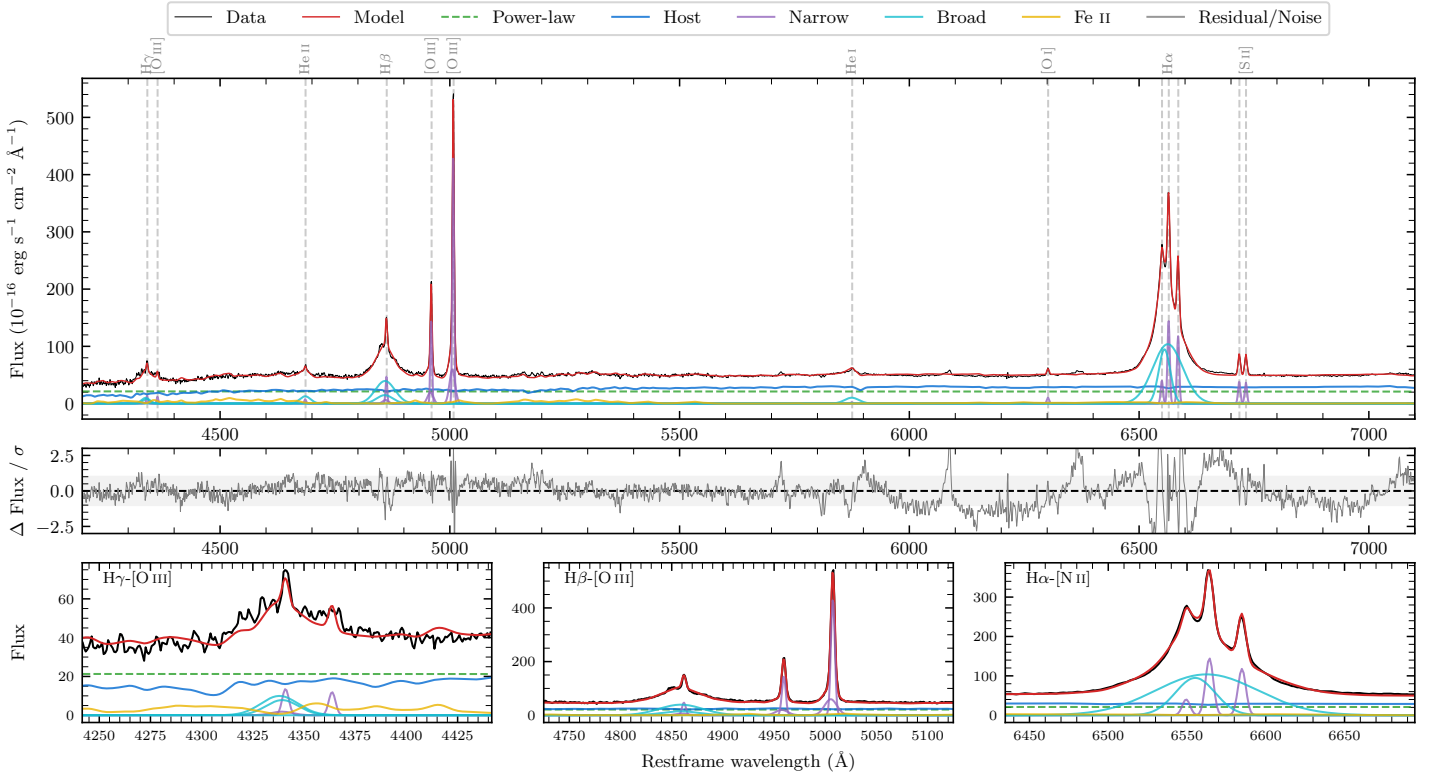 Data Model Power-law Host Narrow Broad Fe II Residual/Noise
Hγ [O III] He II Hβ [O III] [O III] He I [O I] Hα [S II]
Flux (10⁻¹⁶ erg s⁻¹ cm⁻² Å⁻¹)
500
400
300
200
100
0
4500 5000 5500 6000 6500 7000
Δ Flux / σ
2.5
0.0
−2.5
4500 5000 5500 6000 6500 7000
Flux
Hγ-[O III]
60
40
20
0
4250 4275 4300 4325 4350 4375 4400 4425
Hβ-[O III]
400
200
0
4750 4800 4850 4900 4950 5000 5050 5100
Hα-[N II]
300
200
100
0
6450 6500 6550 6600 6650
Restframe wavelength (Å)